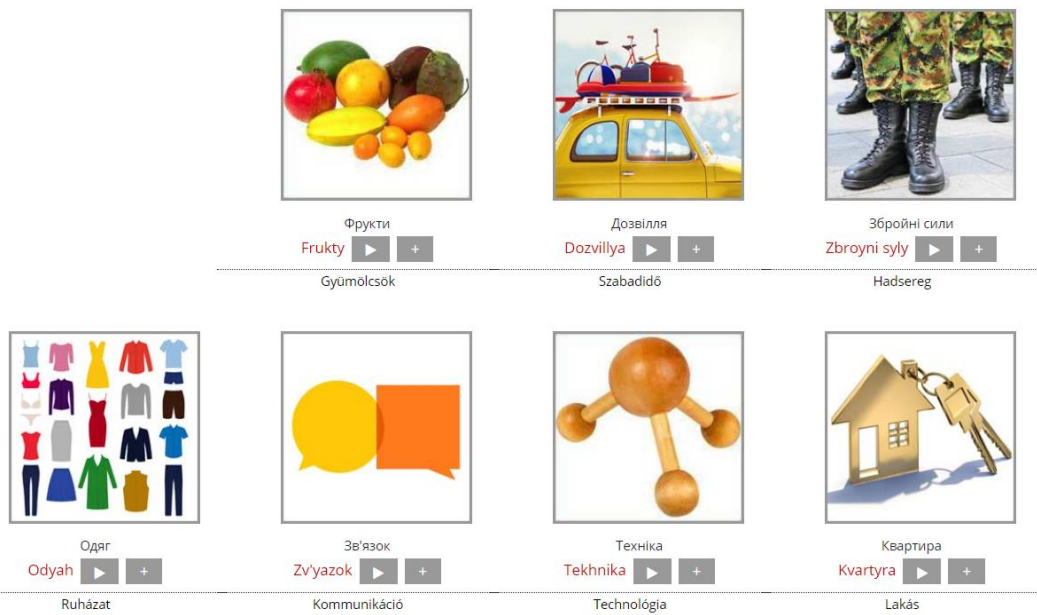 Фрукти
Frukty
Gyümölcsök
Дозвілля
Dozvillya
Szabadidő
Збройні сили
Zbroyni syly
Hadsereg
Одяг
Odyah
Ruházat
Зв'язок
Zv'yazok
Kommunikáció
Техніка
Tekhnika
Technológia
Квартира
Kvartyra
Lakás